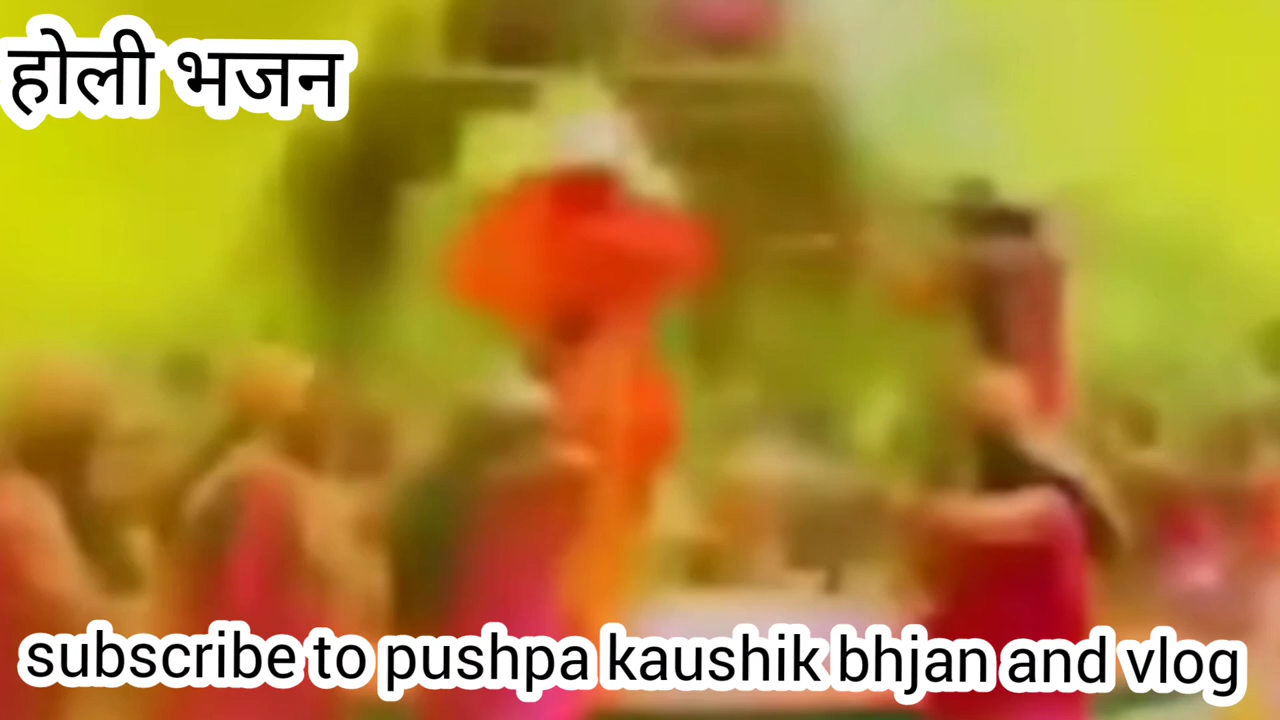 होली भजन
subscribe to pushpa kaushik bhjan and vlog